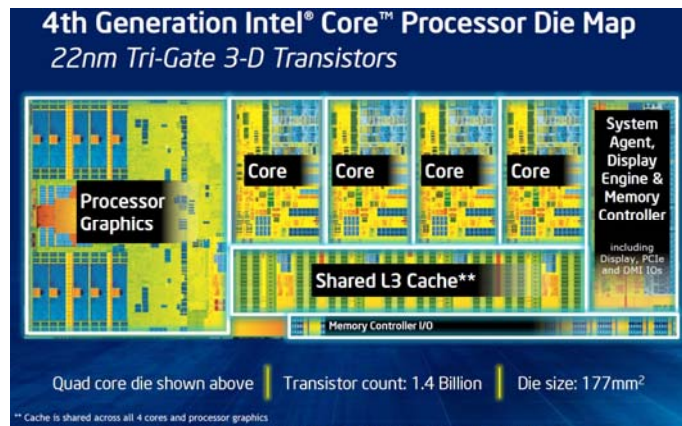 4th Generation Intel® Core™ Processor Die Map
22nm Tri-Gate 3-D Transistors
Processor
Graphics
Core
Core
Core
Core
System
Agent,
Display
Engine &
Memory
Controller
including
Display, PCIe
and DMI IOs
Shared L3 Cache**
Memory Controller I/O
Quad core die shown above
Transistor count: 1.4 Billion
Die size: 177mm²
** Cache is shared across all 4 cores and processor graphics